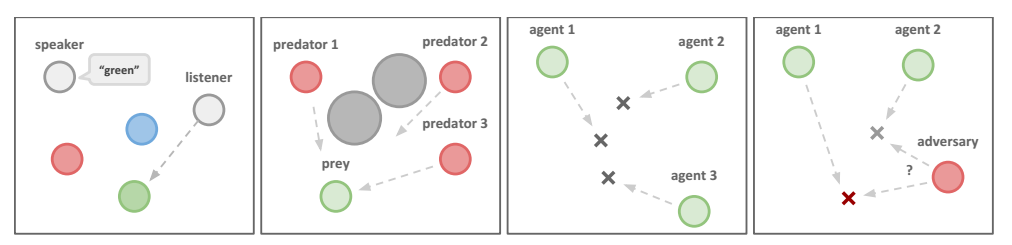 speaker
“green”
listener
predator 1
predator 2
predator 3
prey
agent 1
agent 2
agent 3
agent 1
agent 2
adversary
?